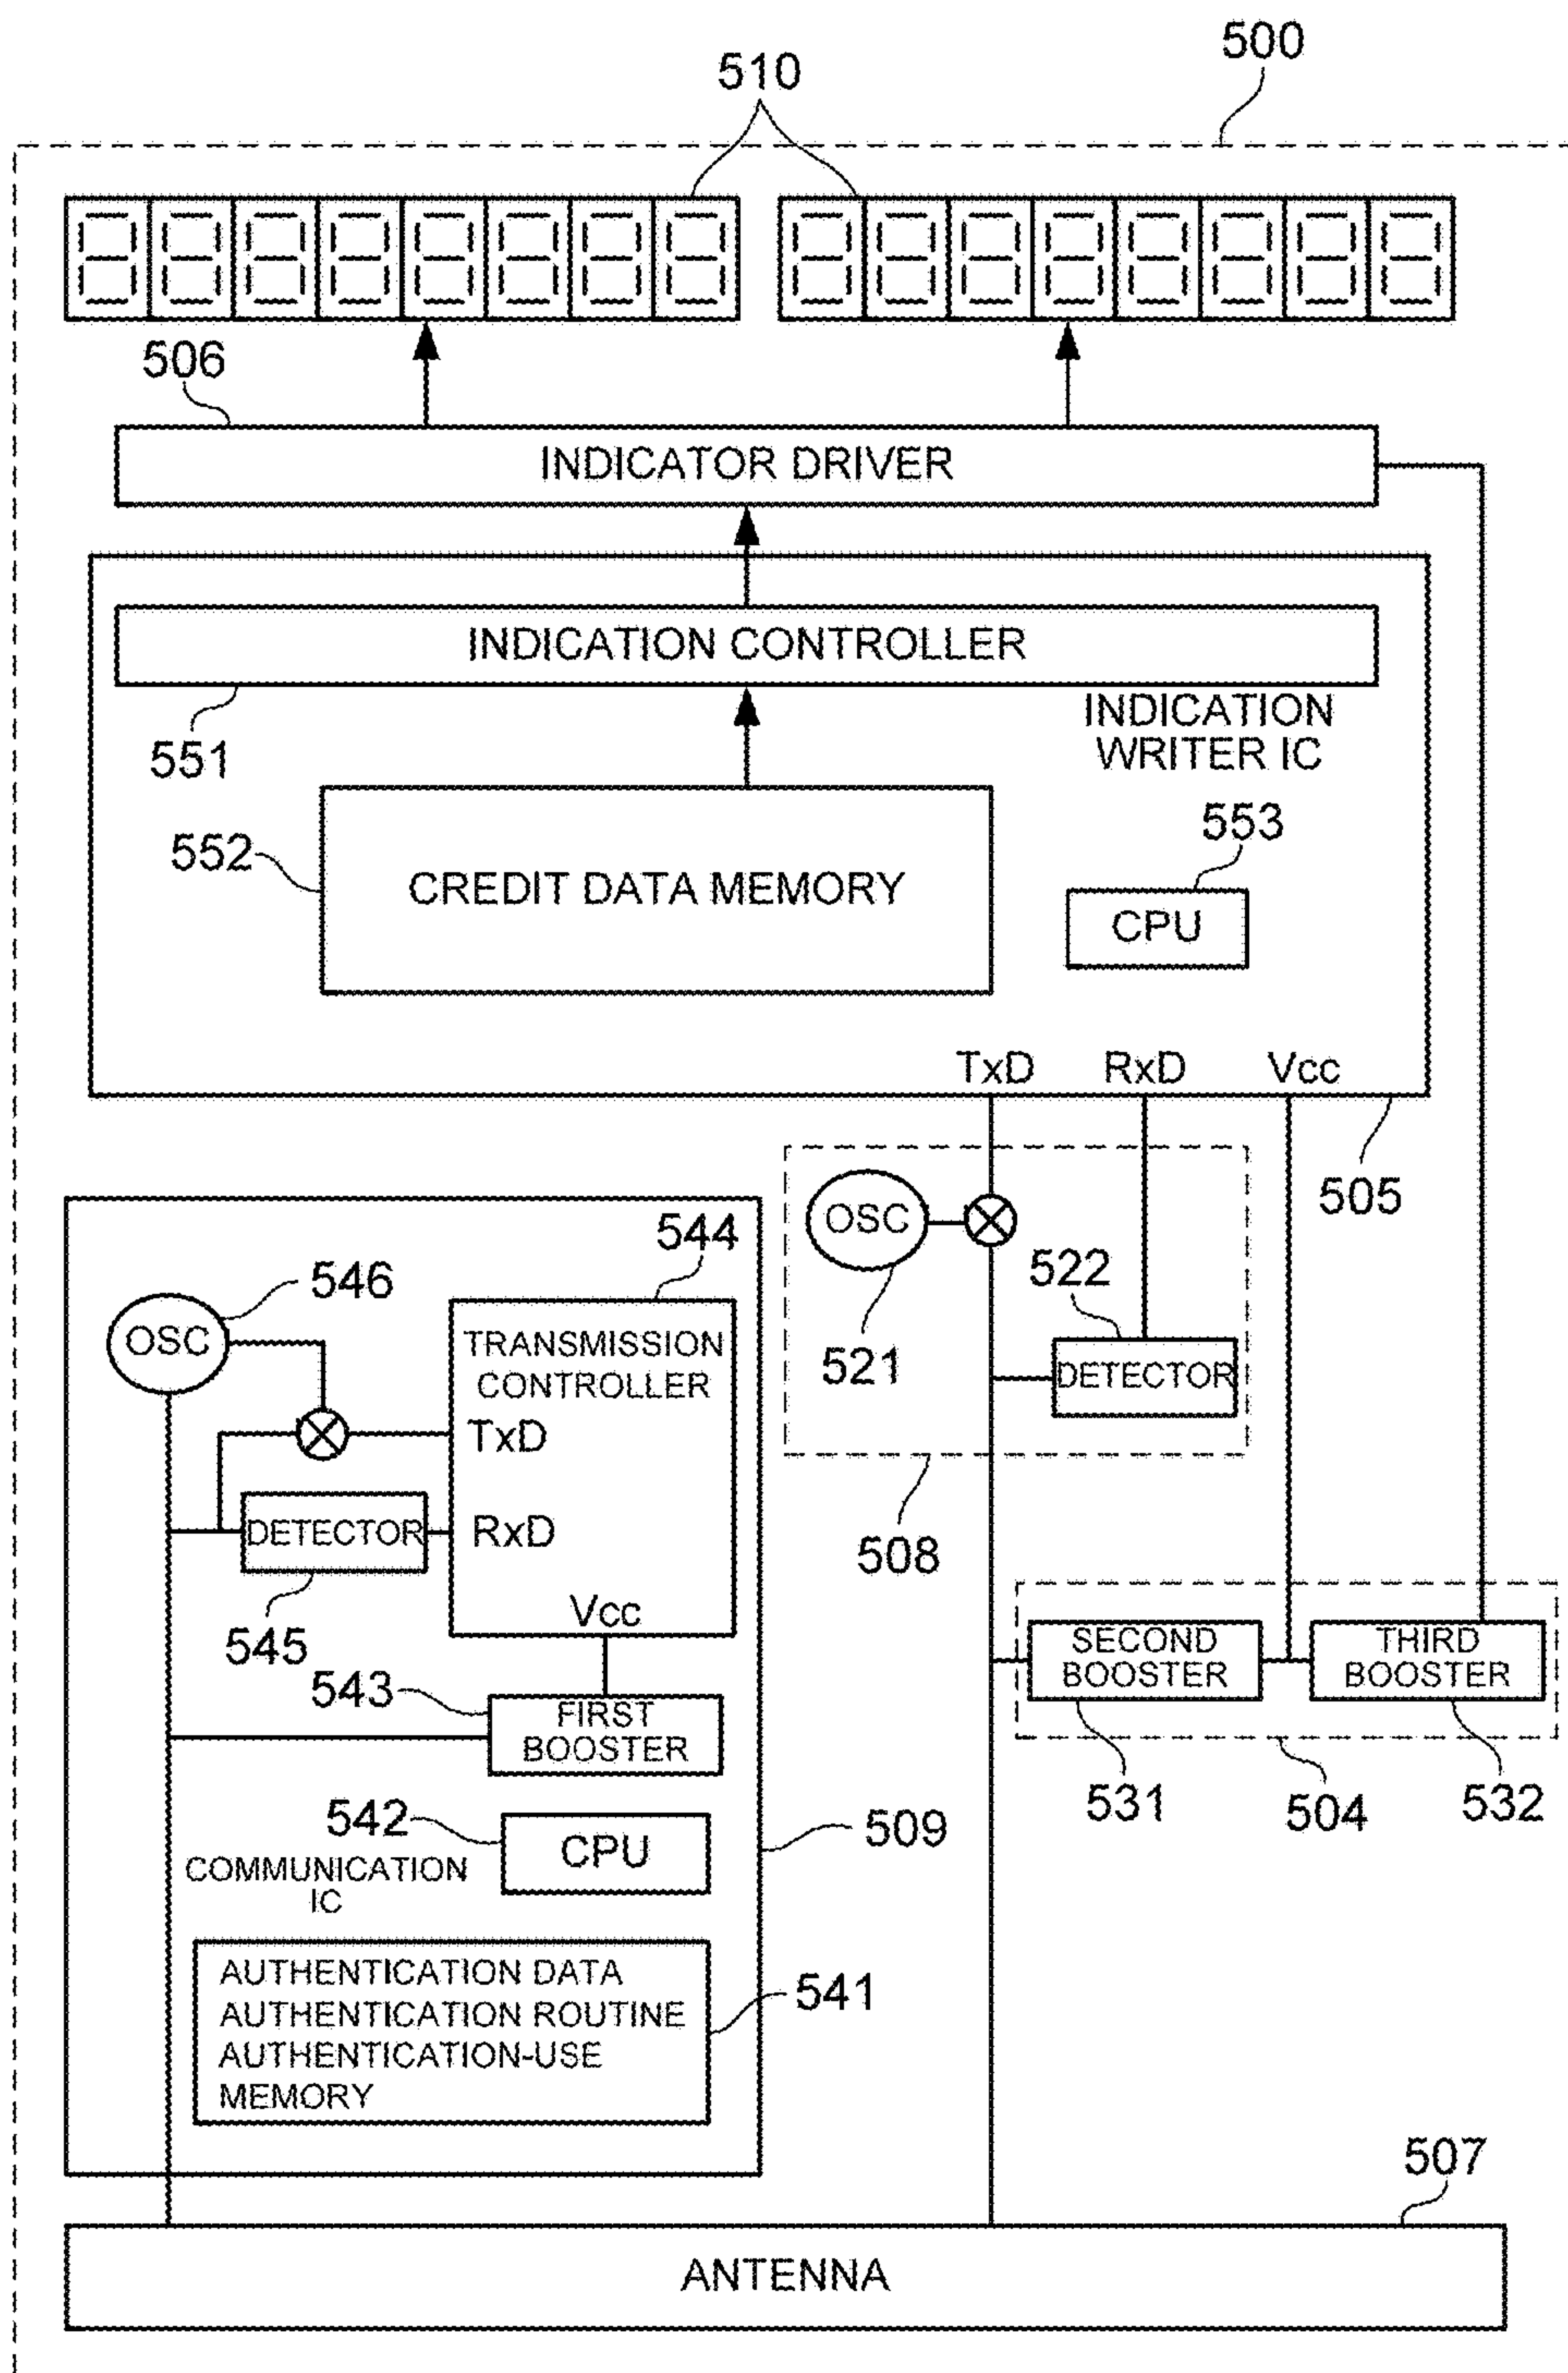 500
510
506
INDICATOR DRIVER
INDICATION CONTROLLER
551
INDICATION
WRITER IC
552
CREDIT DATA MEMORY
553
CPU
TxD RxD Vcc
505
OSC
521
522
DETECTOR
508
544
546
OSC
TRANSMISSION
CONTROLLER
TxD
DETECTOR
RxD
545
Vcc
543
FIRST
BOOSTER
SECOND
BOOSTER
THIRD
BOOSTER
531
504
532
542
CPU
509
COMMUNICATION
IC
AUTHENTICATION DATA
AUTHENTICATION ROUTINE
AUTHENTICATION-USE
MEMORY
541
507
ANTENNA